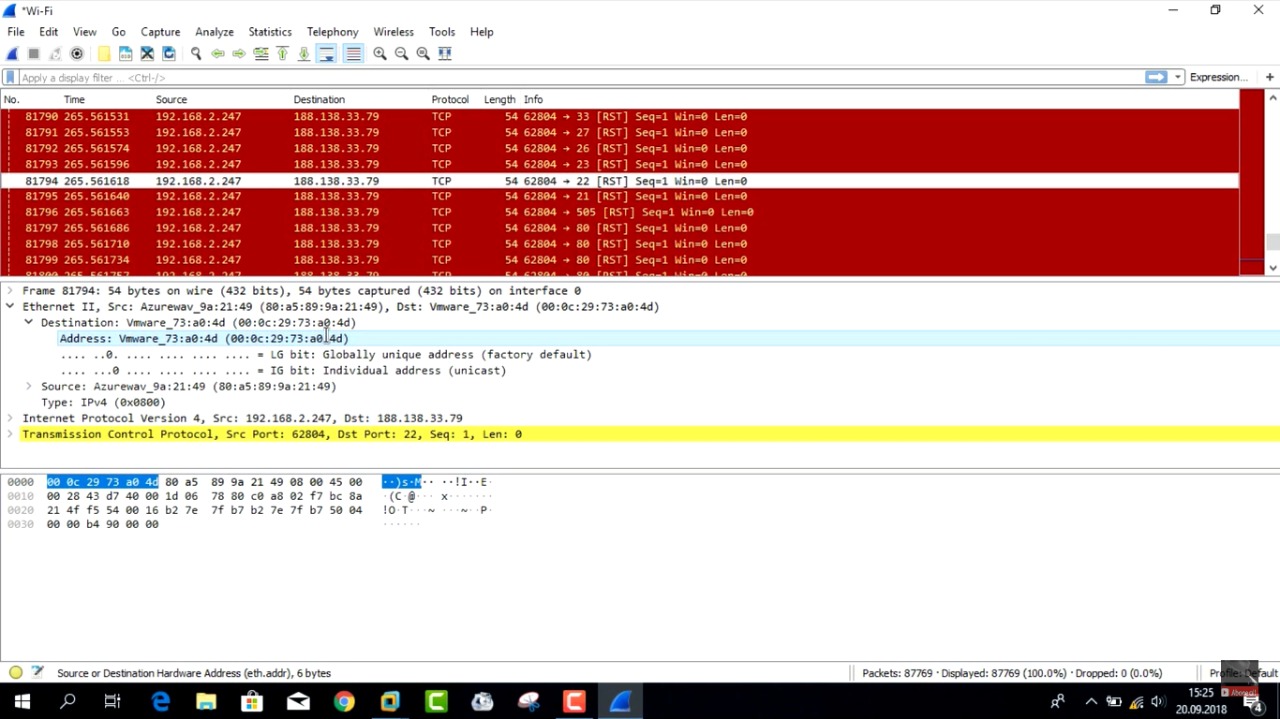 *Wi-Fi
File Edit View Go Capture Analyze Statistics Telephony Wireless Tools Help
Apply a display filter ... <Ctrl-/> Expression... +
No. Time Source Destination Protocol Length Info
81790 265.561531 192.168.2.247 188.138.33.79 TCP 54 62804 → 33 [RST] Seq=1 Win=0 Len=0
81791 265.561553 192.168.2.247 188.138.33.79 TCP 54 62804 → 27 [RST] Seq=1 Win=0 Len=0
81792 265.561574 192.168.2.247 188.138.33.79 TCP 54 62804 → 26 [RST] Seq=1 Win=0 Len=0
81793 265.561596 192.168.2.247 188.138.33.79 TCP 54 62804 → 23 [RST] Seq=1 Win=0 Len=0
81794 265.561618 192.168.2.247 188.138.33.79 TCP 54 62804 → 22 [RST] Seq=1 Win=0 Len=0
81795 265.561640 192.168.2.247 188.138.33.79 TCP 54 62804 → 21 [RST] Seq=1 Win=0 Len=0
81796 265.561663 192.168.2.247 188.138.33.79 TCP 54 62804 → 505 [RST] Seq=1 Win=0 Len=0
81797 265.561686 192.168.2.247 188.138.33.79 TCP 54 62804 → 80 [RST] Seq=1 Win=0 Len=0
81798 265.561710 192.168.2.247 188.138.33.79 TCP 54 62804 → 80 [RST] Seq=1 Win=0 Len=0
81799 265.561734 192.168.2.247 188.138.33.79 TCP 54 62804 → 80 [RST] Seq=1 Win=0 Len=0
81800 265.561757 192.168.2.247 188.138.33.79 TCP 54 62804 → 80 [RST] Seq=1 Win=0 Len=0
Frame 81794: 54 bytes on wire (432 bits), 54 bytes captured (432 bits) on interface 0
Ethernet II, Src: Azurewav_9a:21:49 (80:a5:89:9a:21:49), Dst: Vmware_73:a0:4d (00:0c:29:73:a0:4d)
Destination: Vmware_73:a0:4d (00:0c:29:73:a0:4d)
Address: Vmware_73:a0:4d (00:0c:29:73:a0:4d)
.... ..0. .... .... .... .... = LG bit: Globally unique address (factory default)
.... ...0 .... .... .... .... = IG bit: Individual address (unicast)
Source: Azurewav_9a:21:49 (80:a5:89:9a:21:49)
Type: IPv4 (0x0800)
Internet Protocol Version 4, Src: 192.168.2.247, Dst: 188.138.33.79
Transmission Control Protocol, Src Port: 62804, Dst Port: 22, Seq: 1, Len: 0
0000 00 0c 29 73 a0 4d 80 a5 89 9a 21 49 08 00 45 00 ··)s·M·· ··!I··E·
0010 00 28 43 d7 40 00 1d 06 78 80 c0 a8 02 f7 bc 8a ·(C·@··· x·······
0020 21 4f f5 54 00 16 b2 7e 7f b7 b2 7e 7f b7 50 04 !O·T···~ ···~··P·
0030 00 00 b4 90 00 00 ······
Source or Destination Hardware Address (eth.addr), 6 bytes Packets: 87769 · Displayed: 87769 (100.0%) · Dropped: 0 (0.0%) Profile: Default
15:25
20.09.2018
4